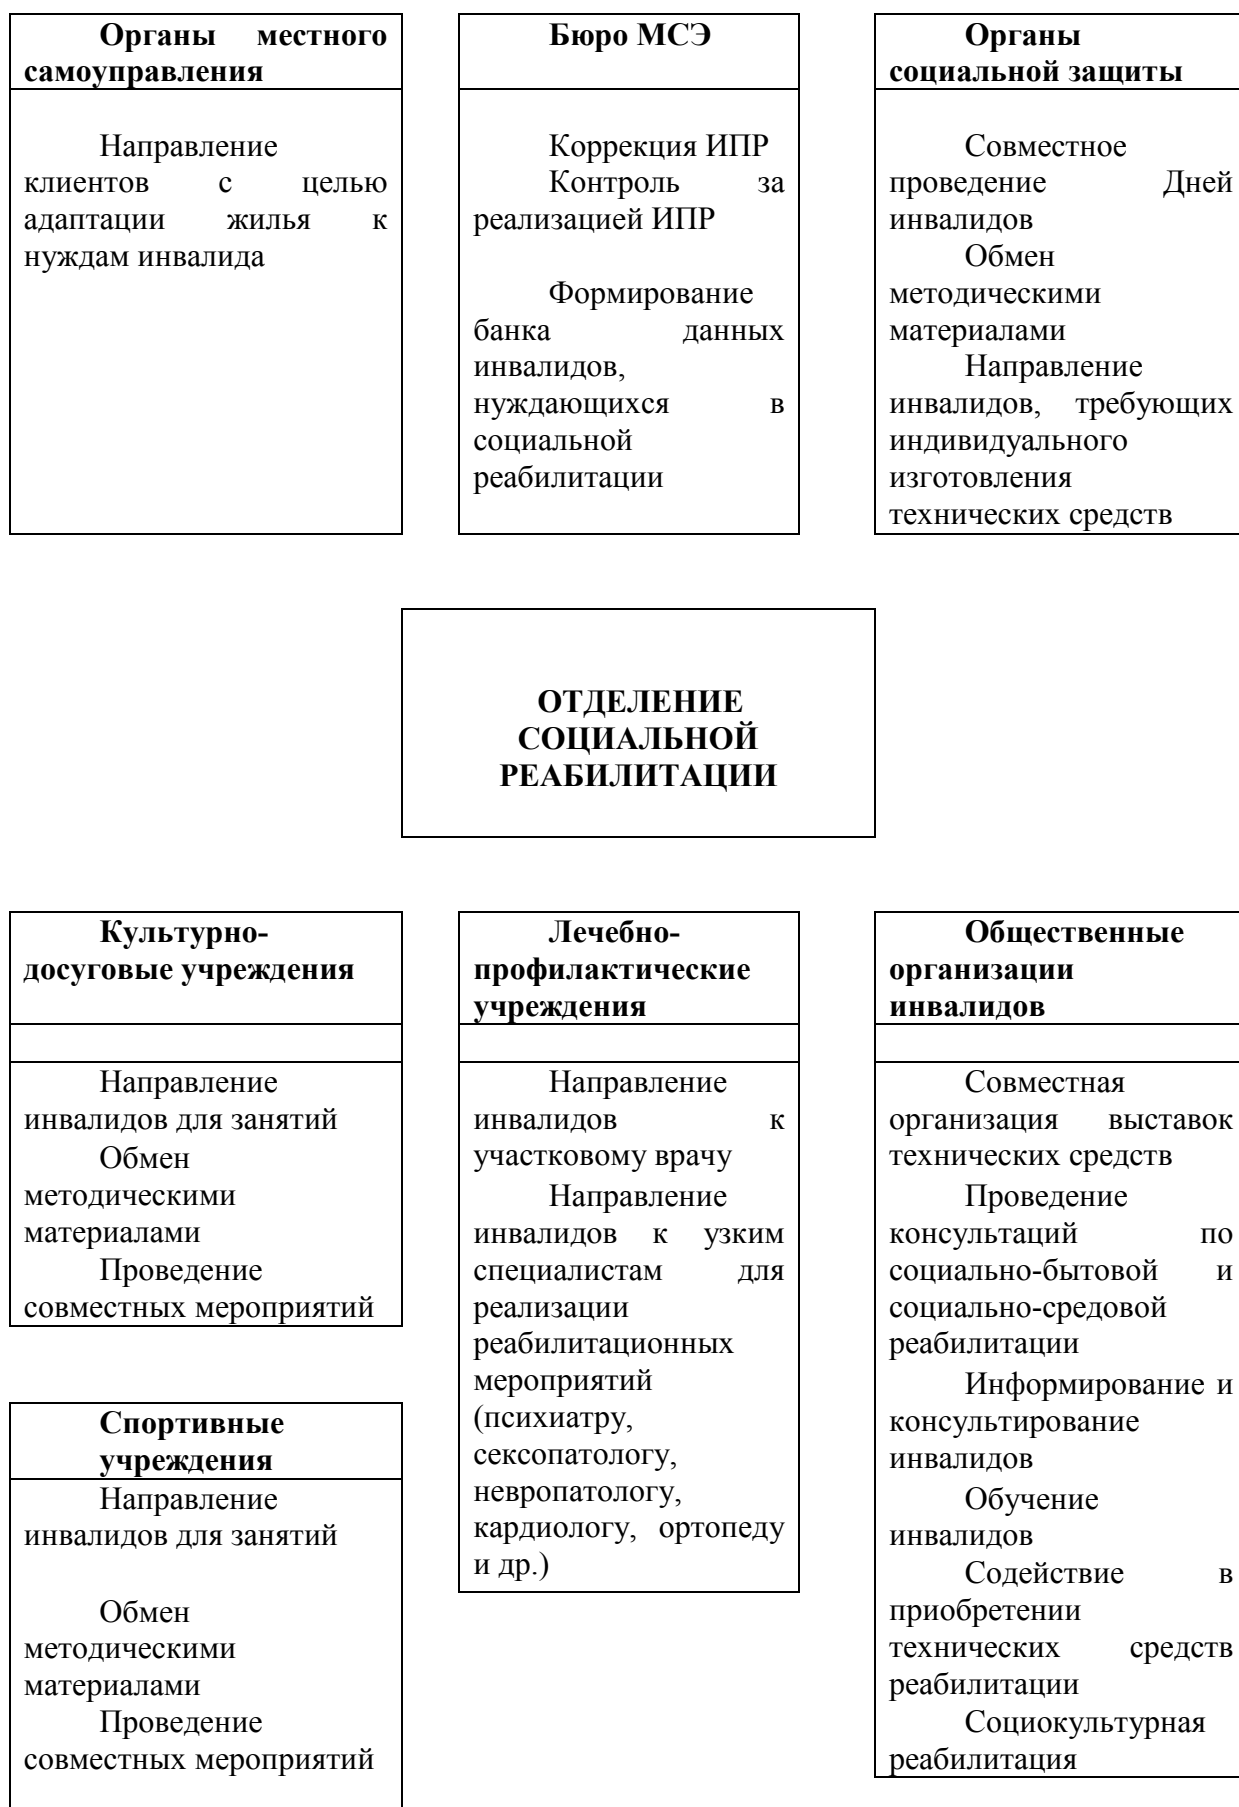 Органы местного
самоуправления
Направление
клиентов с целью
адаптации жилья к
нуждам инвалида
Бюро МСЭ
Коррекция ИПР
Контроль за
реализацией ИПР
Формирование
банка данных
инвалидов,
нуждающихся в
социальной
реабилитации
Органы
социальной защиты
Совместное
проведение Дней
инвалидов
Обмен
методическими
материалами
Направление
инвалидов, требующих
индивидуального
изготовления
технических средств
ОТДЕЛЕНИЕ
СОЦИАЛЬНОЙ
РЕАБИЛИТАЦИИ
Культурно-
досуговые учреждения
Направление
инвалидов для занятий
Обмен
методическими
материалами
Проведение
совместных мероприятий
Спортивные
учреждения
Направление
инвалидов для занятий
Обмен
методическими
материалами
Проведение
совместных мероприятий
Лечебно-
профилактические
учреждения
Направление
инвалидов к
участковому врачу
Направление
инвалидов к узким
специалистам для
реализации
реабилитационных
мероприятий
(психиатру,
сексопатологу,
невропатологу,
кардиологу, ортопеду
и др.)
Общественные
организации
инвалидов
Совместная
организация выставок
технических средств
Проведение
консультаций по
социально-бытовой и
социально-средовой
реабилитации
Информирование и
консультирование
инвалидов
Обучение
инвалидов
Содействие в
приобретении
технических средств
реабилитации
Социокультурная
реабилитация